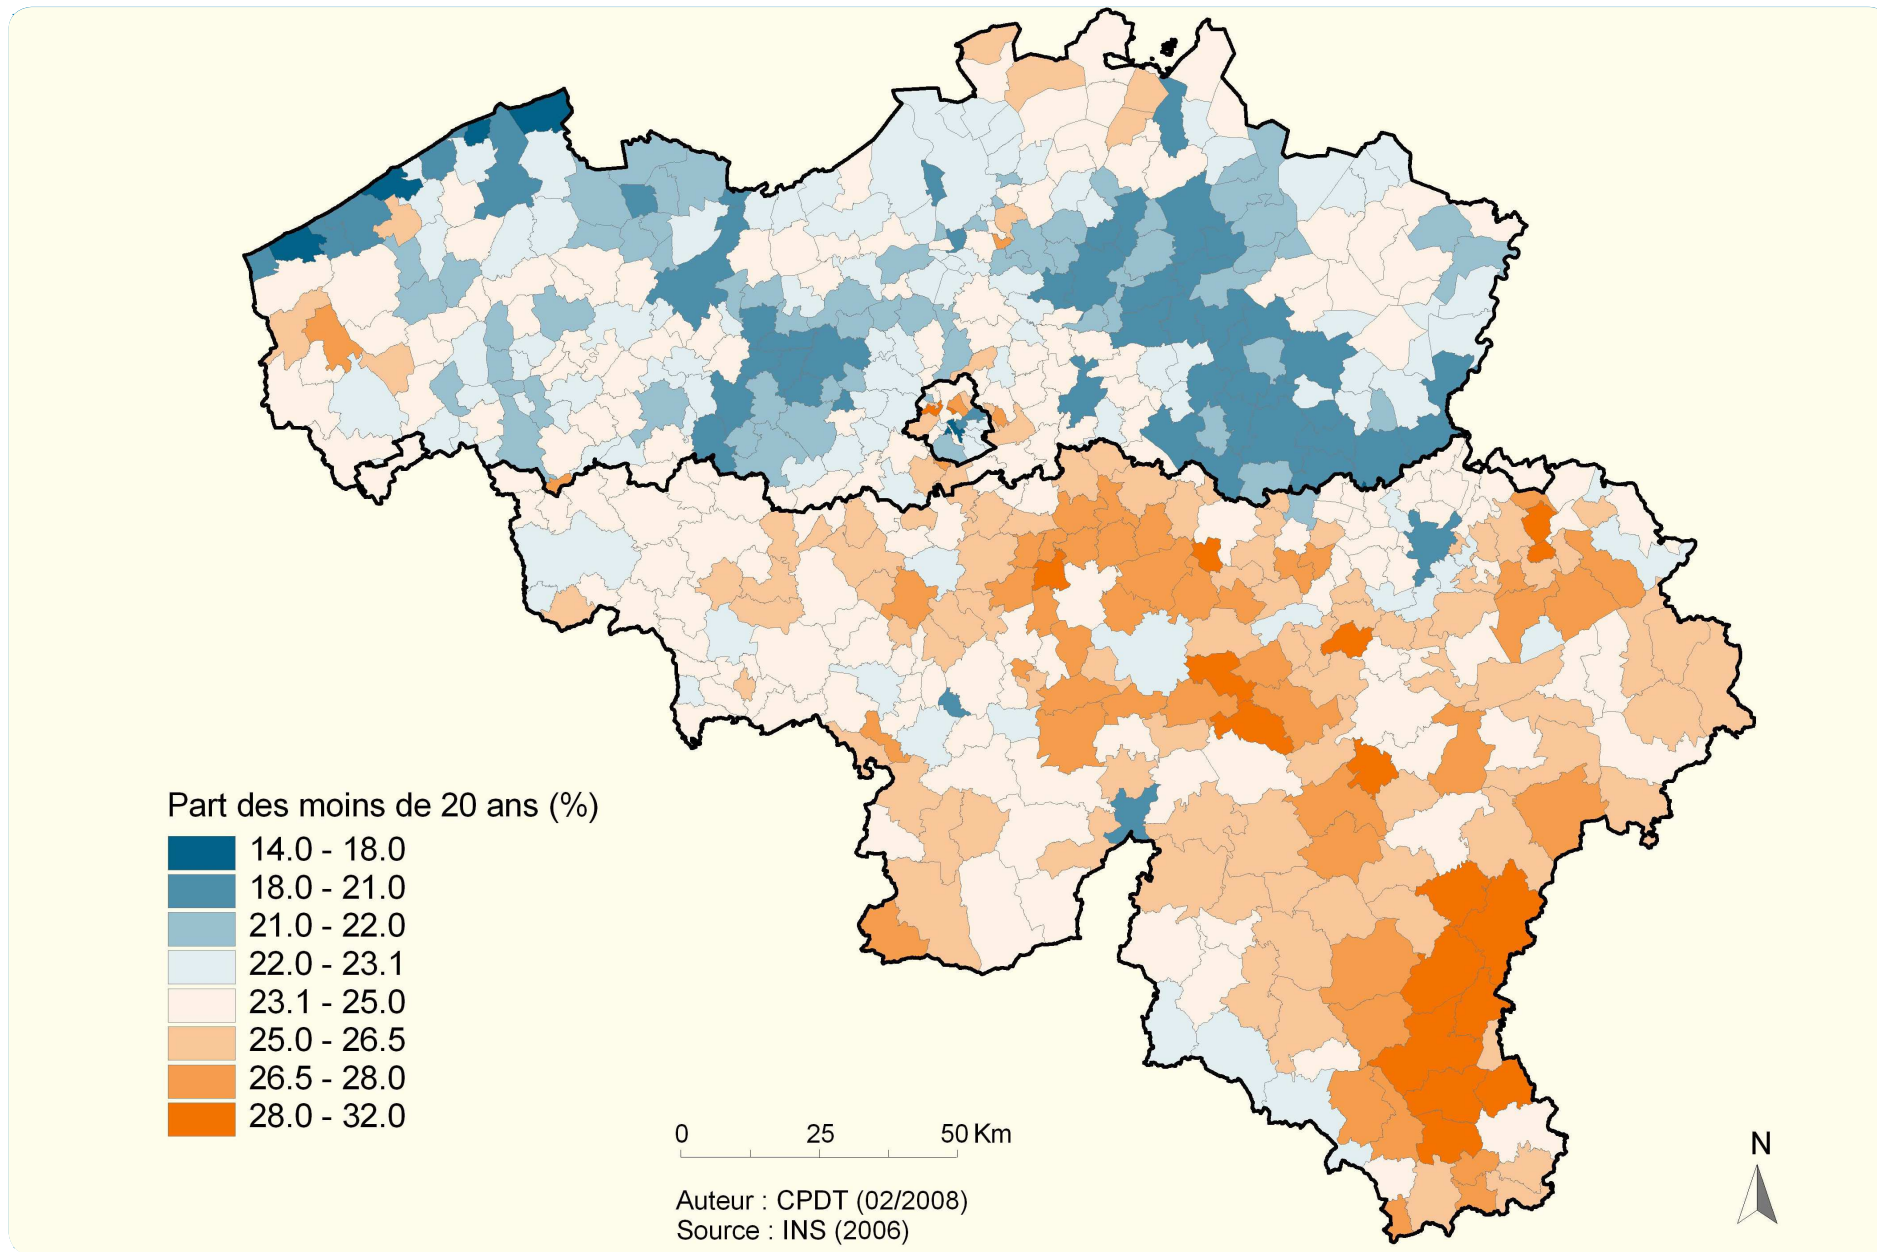 Part des moins de 20 ans (%)
14.0 - 18.0
18.0 - 21.0
21.0 - 22.0
22.0 - 23.1
23.1 - 25.0
25.0 - 26.5
26.5 - 28.0
28.0 - 32.0
0 25 50 Km
Auteur : CPDT (02/2008)
Source : INS (2006)
N